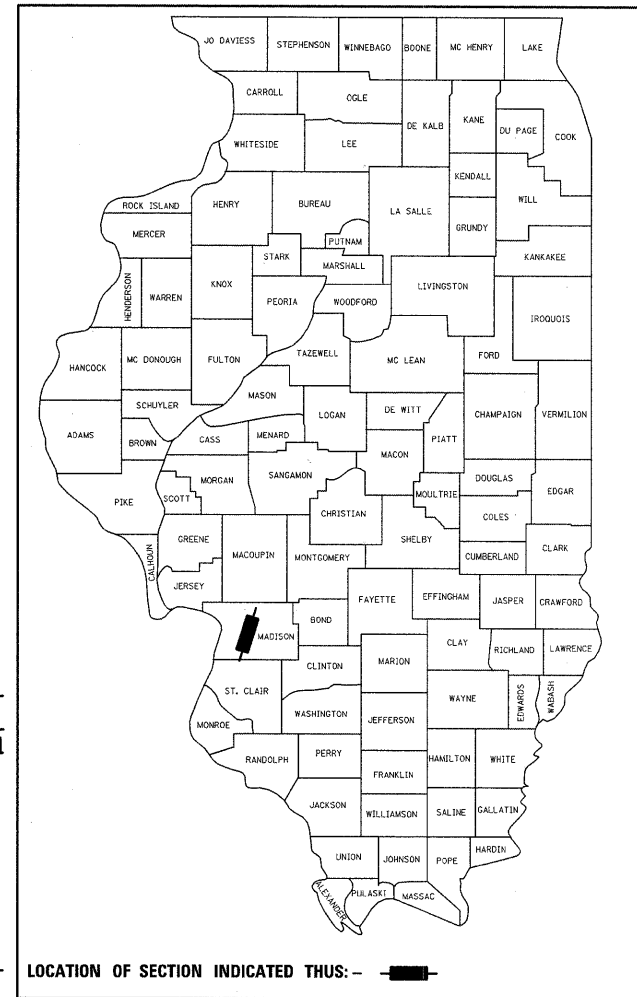 JO DAVIESS STEPHENSON WINNEBAGO BOONE MC HENRY LAKE
CARROLL OGLE DE KALB KANE DU PAGE COOK
WHITESIDE LEE
KENDALL WILL
ROCK ISLAND HENRY BUREAU LA SALLE GRUNDY
MERCER PUTNAM KANKAKEE
STARK MARSHALL
HENDERSON WARREN KNOX PEORIA WOODFORD LIVINGSTON IROQUOIS
HANCOCK MC DONOUGH FULTON TAZEWELL MC LEAN FORD
MASON
SCHUYLER LOGAN DE WITT CHAMPAIGN VERMILION
ADAMS BROWN CASS MENARD MACON PIATT
SANGAMON DOUGLAS
PIKE SCOTT MORGAN MOULTRIE EDGAR
CHRISTIAN COLES
GREENE MACOUPIN MONTGOMERY SHELBY CUMBERLAND CLARK
CALHOUN JERSEY
FAYETTE EFFINGHAM JASPER CRAWFORD
MADISON BOND
CLAY RICHLAND LAWRENCE
CLINTON MARION
ST. CLAIR WAYNE EDWARDS WABASH
WASHINGTON JEFFERSON
MONROE
RANDOLPH PERRY HAMILTON WHITE
FRANKLIN
JACKSON WILLIAMSON SALINE GALLATIN
UNION JOHNSON POPE HARDIN
ALEXANDER PULASKI MASSAC
LOCATION OF SECTION INDICATED THUS: –